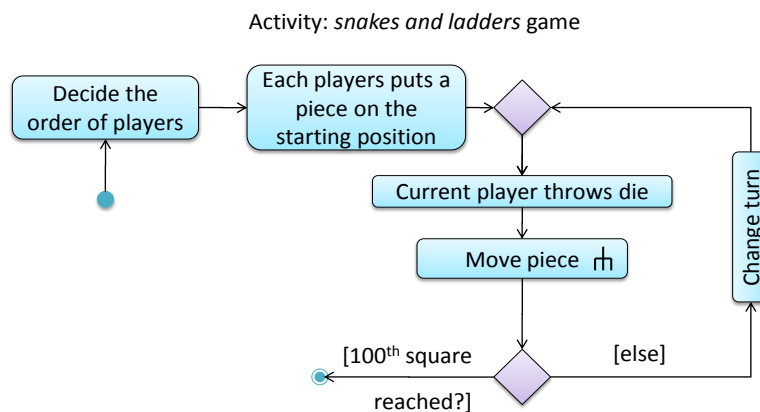 Activity: snakes and ladders game
Decide the
order of players
Each players puts a
piece on the
starting position
Current player throws die
Move piece
Change turn
[100th square
reached?]
[else]